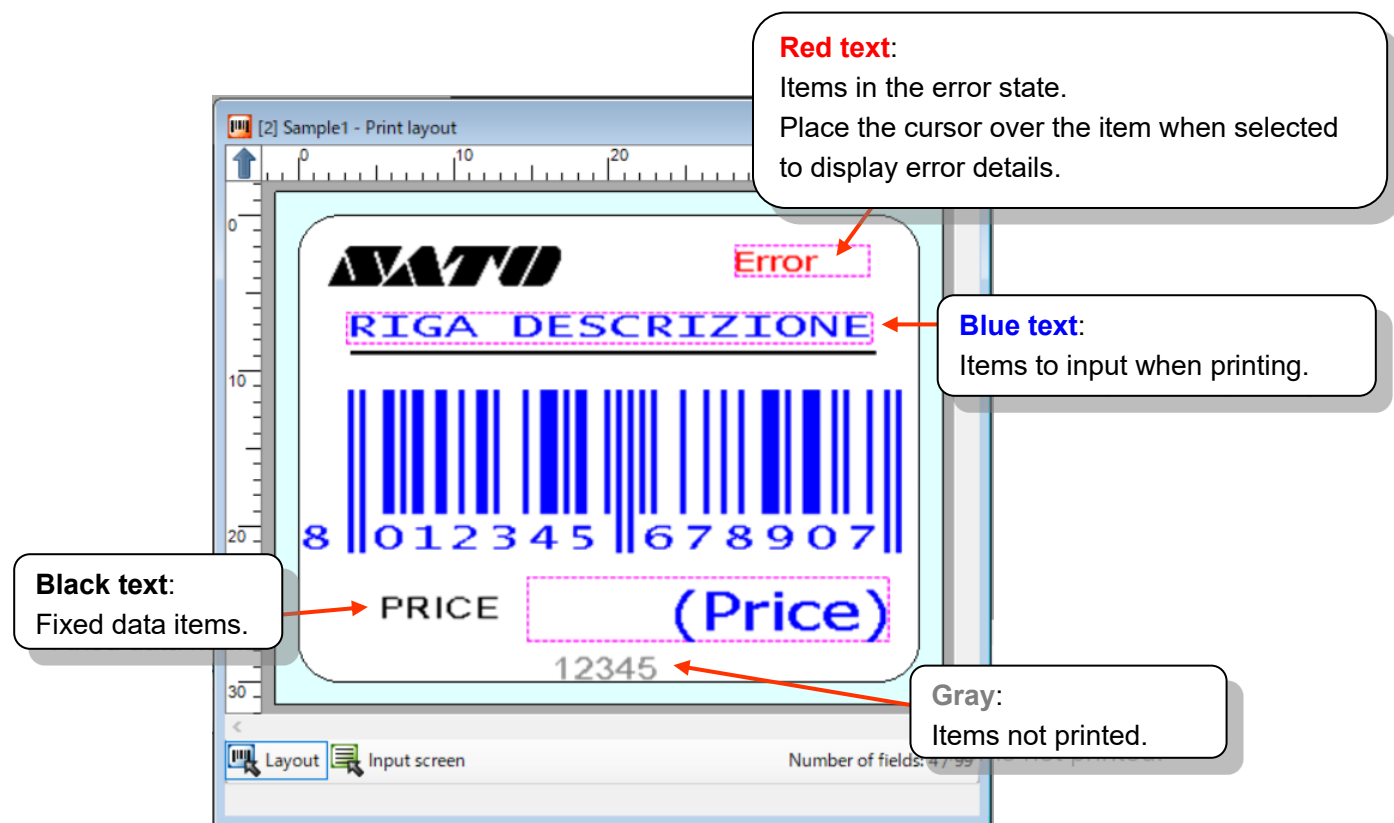 Red text:
Items in the error state.
Place the cursor over the item when selected
to display error details.
[2] Sample1 - Print layout
0 10 20
0
SATO
Error
RIGA DESCRIZIONE
Blue text:
Items to input when printing.
10
20
8 012345 678907
Black text:
Fixed data items.
PRICE
(Price)
12345
30
Gray:
Items not printed.
Layout
Input screen
Number of fields: 4 / 99